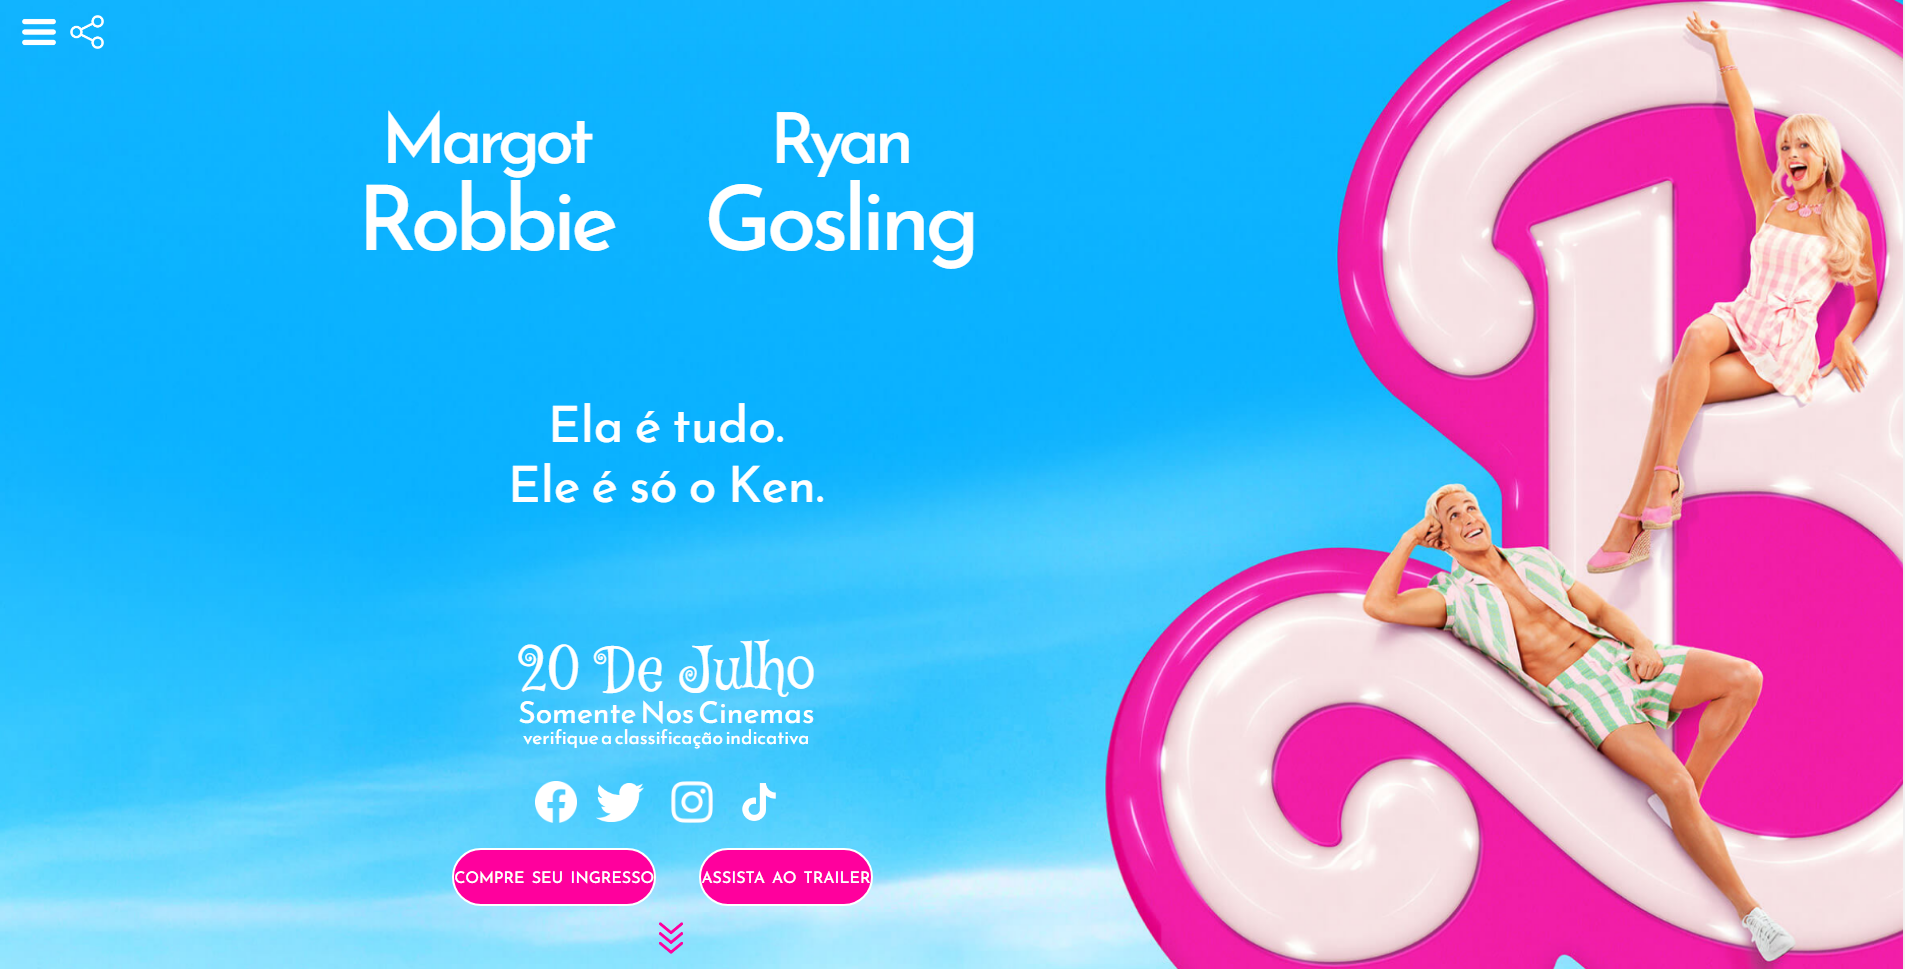 Margot Robbie
Ryan Gosling
Ela é tudo.
Ele é só o Ken.
20 De Julho
Somente Nos Cinemas
verifique a classificação indicativa
COMPRE SEU INGRESSO
ASSISTA AO TRAILER
B